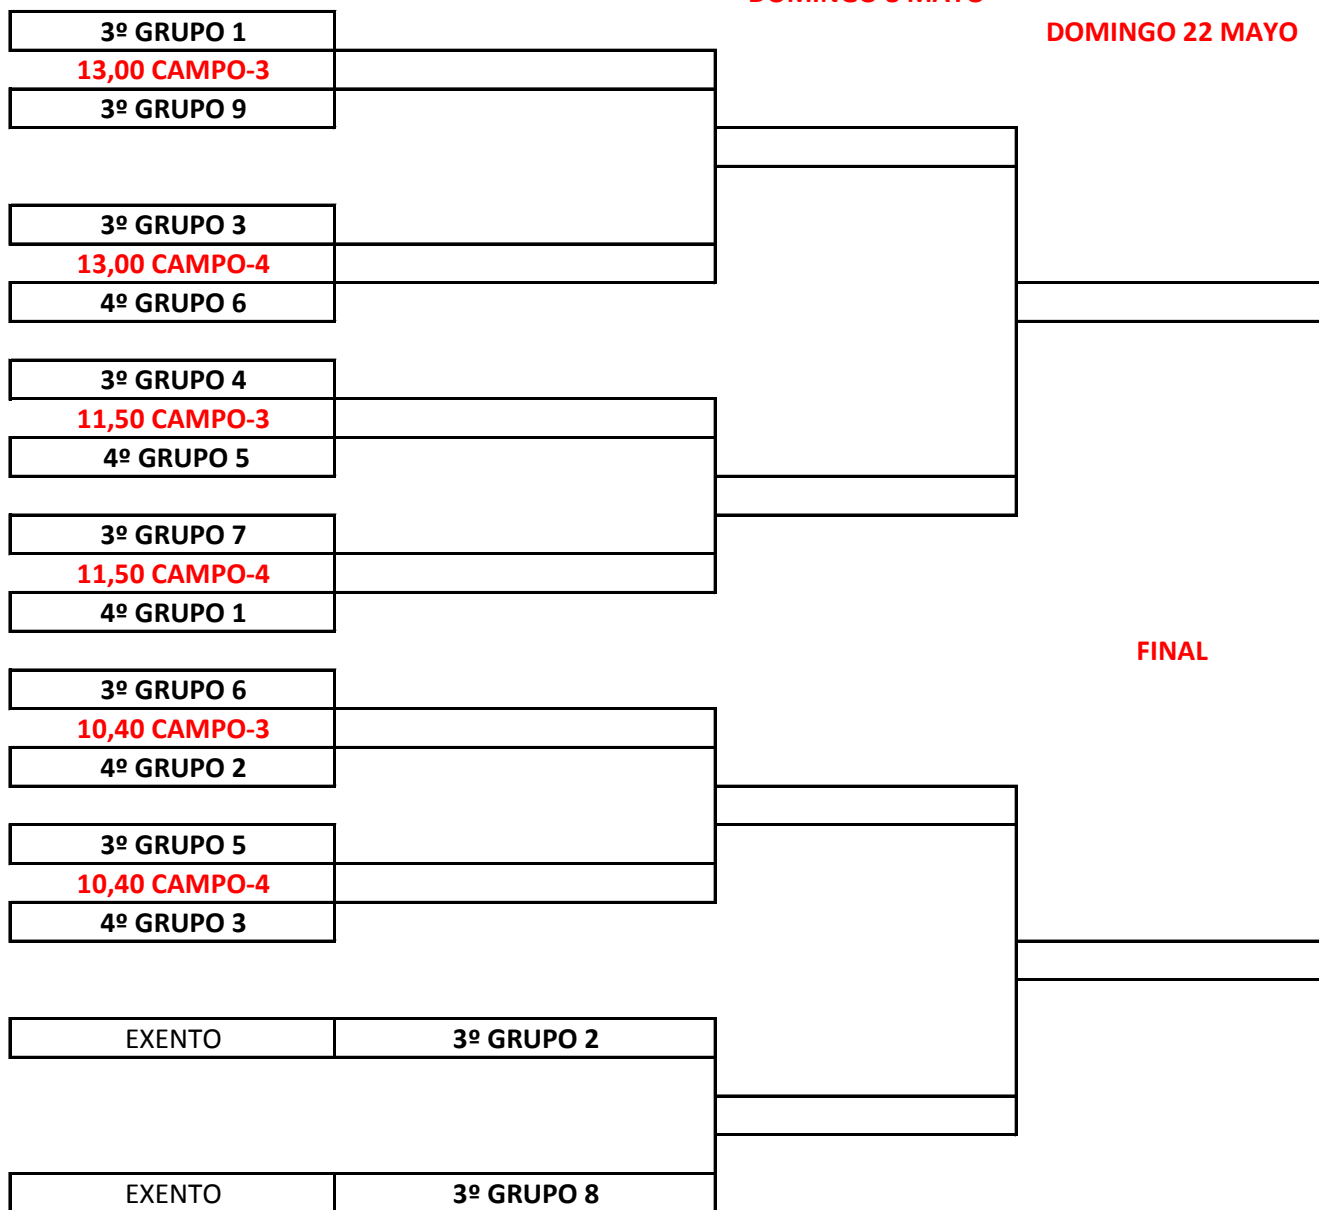 DOMINGO 22 MAYO
3º GRUPO 1
13,00 CAMPO-3
3º GRUPO 9
3º GRUPO 3
13,00 CAMPO-4
4º GRUPO 6
3º GRUPO 4
11,50 CAMPO-3
4º GRUPO 5
3º GRUPO 7
11,50 CAMPO-4
4º GRUPO 1
FINAL
3º GRUPO 6
10,40 CAMPO-3
4º GRUPO 2
3º GRUPO 5
10,40 CAMPO-4
4º GRUPO 3
EXENTO 3º GRUPO 2
EXENTO 3º GRUPO 8